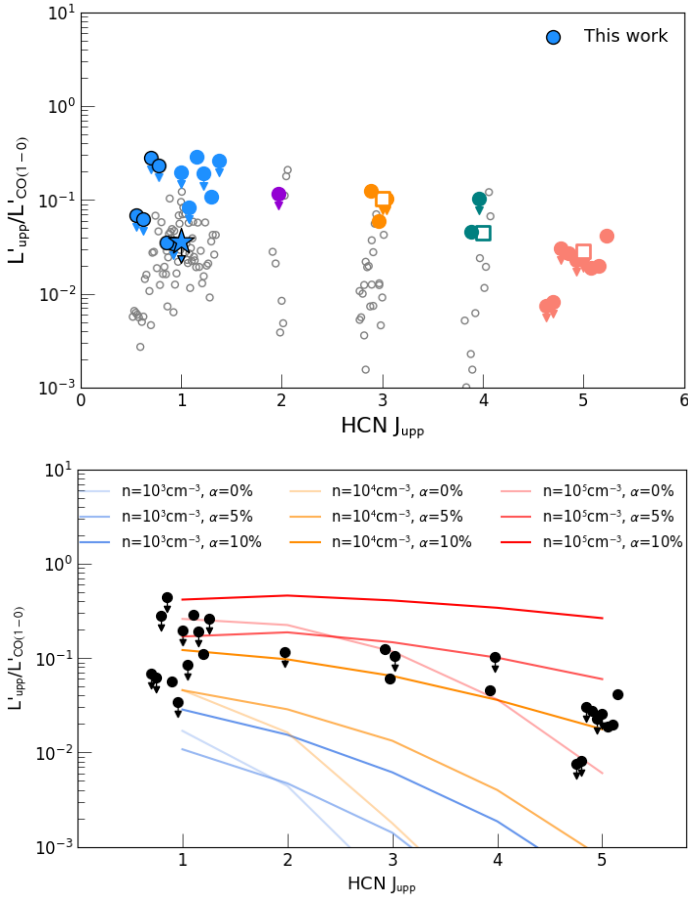 10¹
This work
10⁰
L'upp/L'CO(1−0)
10⁻¹
10⁻²
10⁻³
0 1 2 3 4 5 6
HCN Jupp
10¹
n=10³cm⁻³, α=0% n=10⁴cm⁻³, α=0% n=10⁵cm⁻³, α=0%
n=10³cm⁻³, α=5% n=10⁴cm⁻³, α=5% n=10⁵cm⁻³, α=5%
n=10³cm⁻³, α=10% n=10⁴cm⁻³, α=10% n=10⁵cm⁻³, α=10%
10⁰
L'upp/L'CO(1−0)
10⁻¹
10⁻²
10⁻³
1 2 3 4 5
HCN Jupp